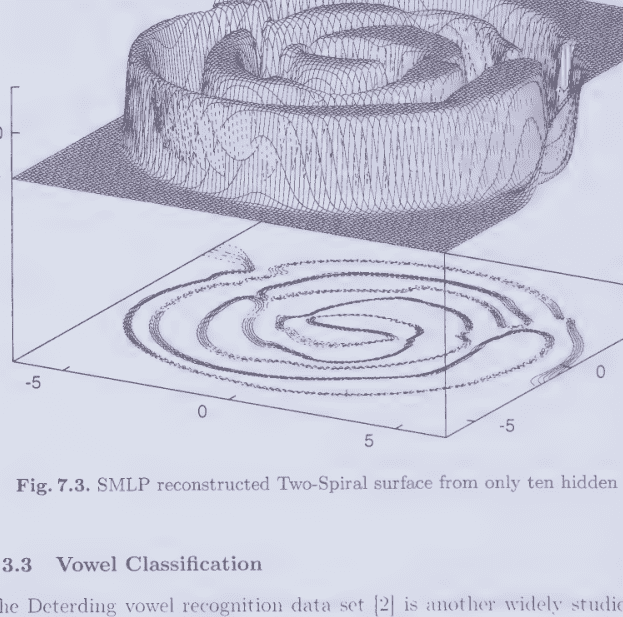 -5
0
5
-5
0
Fig. 7.3. SMLP reconstructed Two-Spiral surface from only ten hidden
3.3 Vowel Classification
he Deterding vowel recognition data set [2] is another widely studie